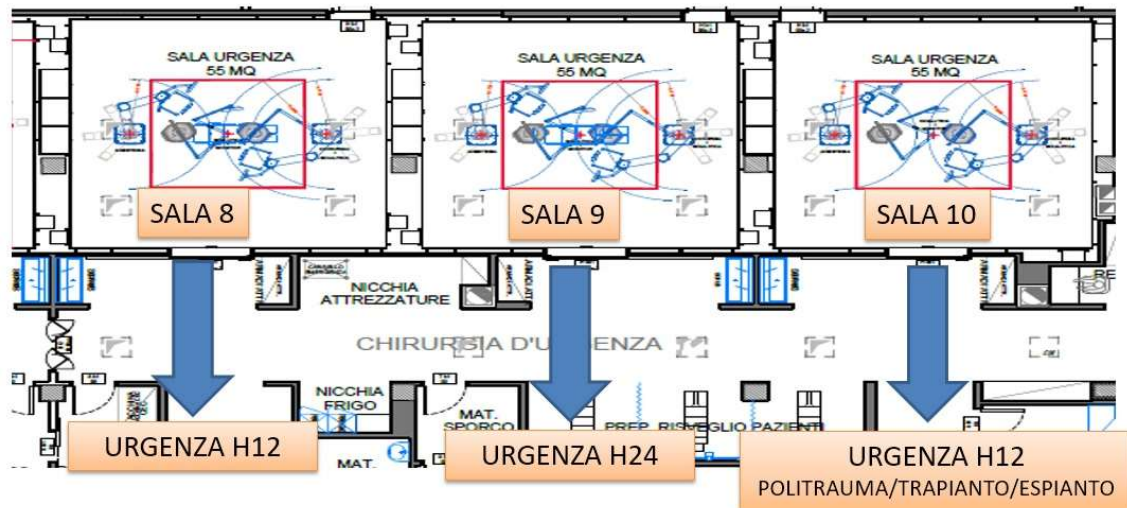 SALA URGENZA
55 MQ
SALA URGENZA
55 MQ
SALA URGENZA
55 MQ
SALA 8
SALA 9
SALA 10
NICCHIA
ATTREZZATURE
CHIRURGIA D'URGENZA
NICCHIA
FRIGO
MAT.
SPORCO
PREP. RISVEGLIO PAZIENTI
MAT.
URGENZA H12
URGENZA H24
URGENZA H12
POLITRAUMA/TRAPIANTO/ESPIANTO